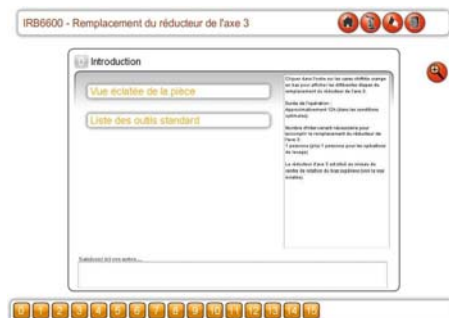 IRB6600 - Remplacement du réducteur de l'axe 3
Introduction
Vue éclatée de la pièce
Liste des outils standard
Cliquer dans l'ordre sur les cases chiffrée orange
en bas pour afficher les différentes étapes du
remplacement du réducteur de l'axe 3.
Durée de l'opération :
Approximativement 12h (dans les conditions
optimales)
Nombre d'intervenant nécessaire pour
accomplir le remplacement du réducteur de
l'axe 3:
1 personne (plus 1 personne pour les opérations
de levage)
Le réducteur d'axe 3 est situé au niveau du
centre de rotation du bras supérieur (voir la vue
éclatée)
0 1 2 3 4 5 6 7 8 9 10 11 12 13 14 15